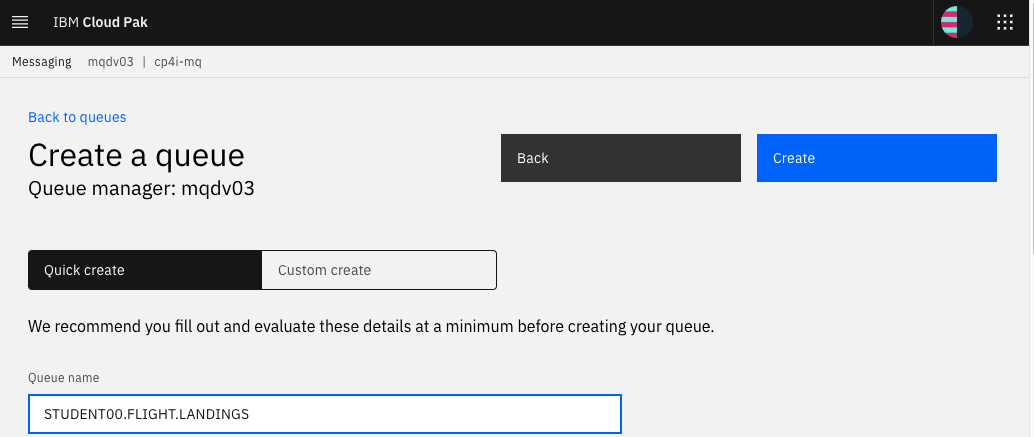 IBM Cloud Pak
Messaging mqdv03 | cp4i-mq
Back to queues
Create a queue
Queue manager: mqdv03
Back
Create
Quick create
Custom create
We recommend you fill out and evaluate these details at a minimum before creating your queue.
Queue name
STUDENT00.FLIGHT.LANDINGS